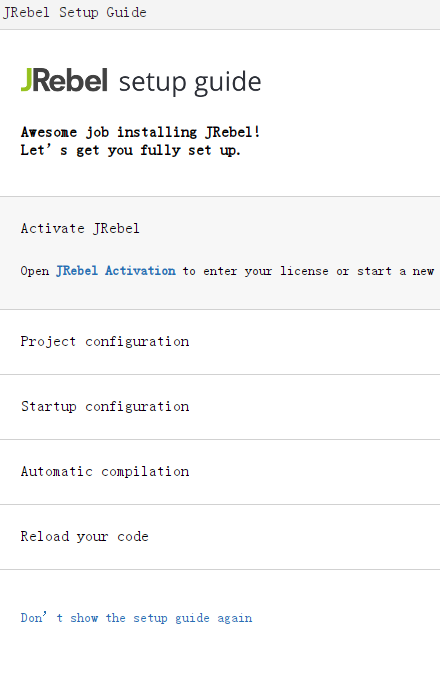 JRebel Setup Guide
JRebel setup guide
Awesome job installing JRebel!
Let's get you fully set up.
Activate JRebel
Open JRebel Activation to enter your license or start a new
Project configuration
Startup configuration
Automatic compilation
Reload your code
Don't show the setup guide again